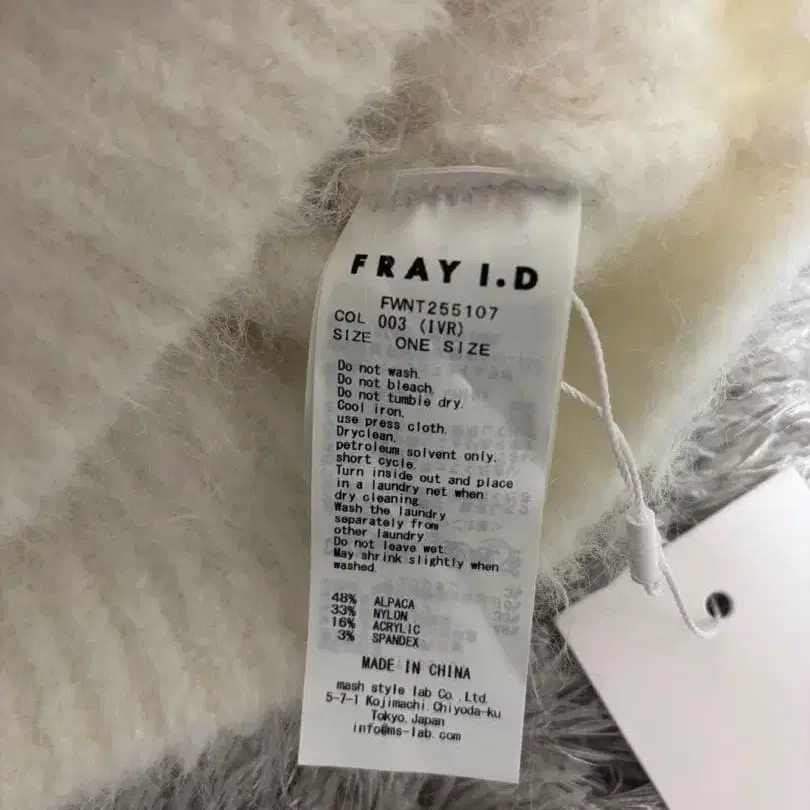 FRAY I.D
FWNT255107
COL 003 (IVR)
SIZE ONE SIZE
Do not wash.
Do not bleach.
Do not tumble dry.
Cool iron.
use press cloth.
Dryclean.
petroleum solvent only.
short cycle.
Turn inside out and place
in a laundry net when
dry cleaning.
Wash the laundry
separately from
other laundry.
Do not leave wet.
May shrink slightly when
washed.
48% ALPACA
33% NYLON
16% ACRYLIC
3% SPANDEX
MADE IN CHINA
mash style lab Co.,Ltd.
5-7-1 Kojimachi.Chiyoda-ku
Tokyo.Japan
info@ms-lab.com